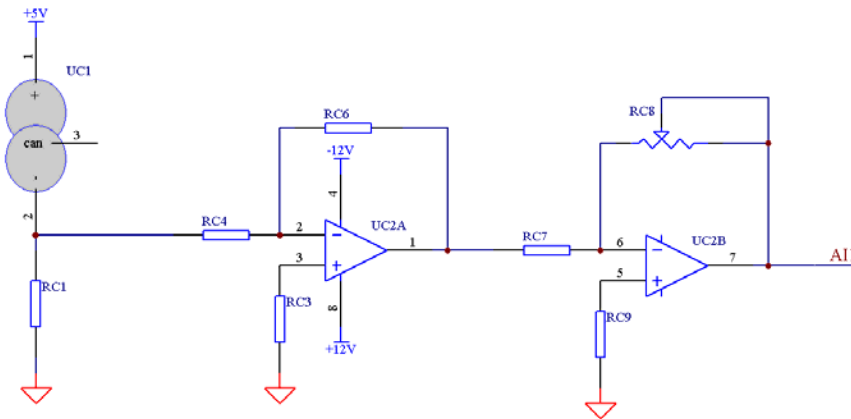 +5V
1
UC1
+
can
3
-
2
RC1
RC4
RC6
-12V
4
2
UC2A
1
3
RC3
8
+12V
RC7
RC8
6
UC2B
7
5
RC9